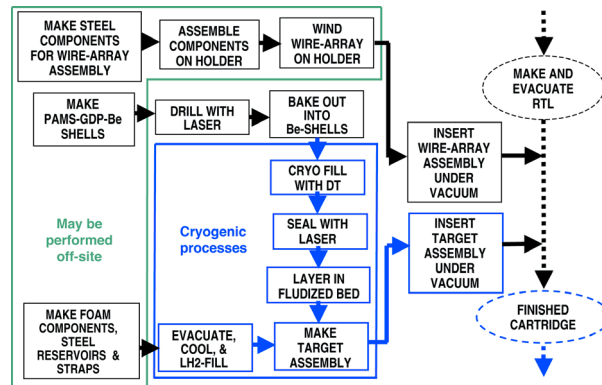 MAKE STEEL
COMPONENTS
FOR WIRE-ARRAY
ASSEMBLY
ASSEMBLE
COMPONENTS
ON HOLDER
WIND
WIRE-ARRAY
ON HOLDER
MAKE AND
EVACUATE
RTL
MAKE
PAMS-GDP-Be
SHELLS
DRILL WITH
LASER
BAKE OUT
INTO
Be-SHELLS
INSERT
WIRE-ARRAY
ASSEMBLY
UNDER
VACUUM
CRYO FILL
WITH DT
May be
performed
off-site
Cryogenic
processes
SEAL WITH
LASER
INSERT
TARGET
ASSEMBLY
UNDER
VACUUM
LAYER IN
FLUDIZED BED
MAKE FOAM
COMPONENTS,
STEEL
RESERVOIRS &
STRAPS
EVACUATE,
COOL, &
LH2-FILL
MAKE
TARGET
ASSEMBLY
FINISHED
CARTRIDGE